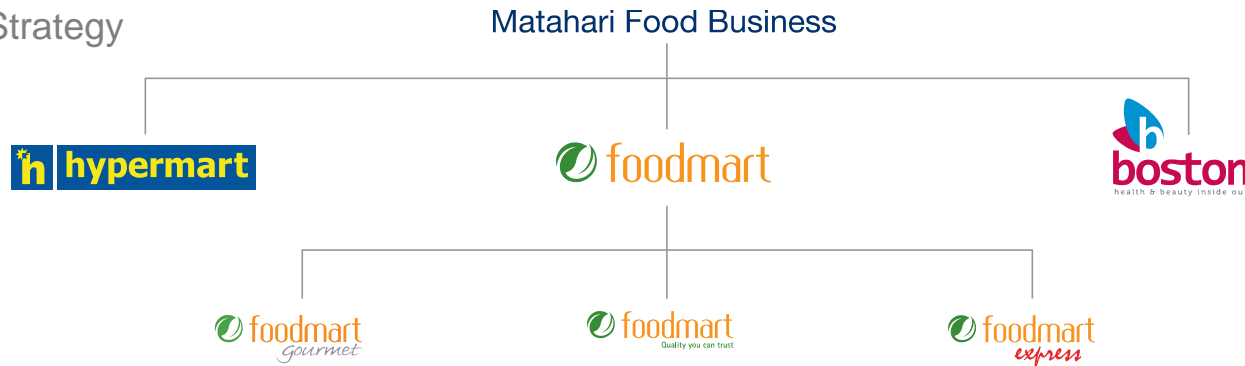 Strategy
Matahari Food Business
h hypermart
foodmart
b
boston
health & beauty inside ou
foodmart
gourmet
foodmart
Quality you can trust
foodmart
express